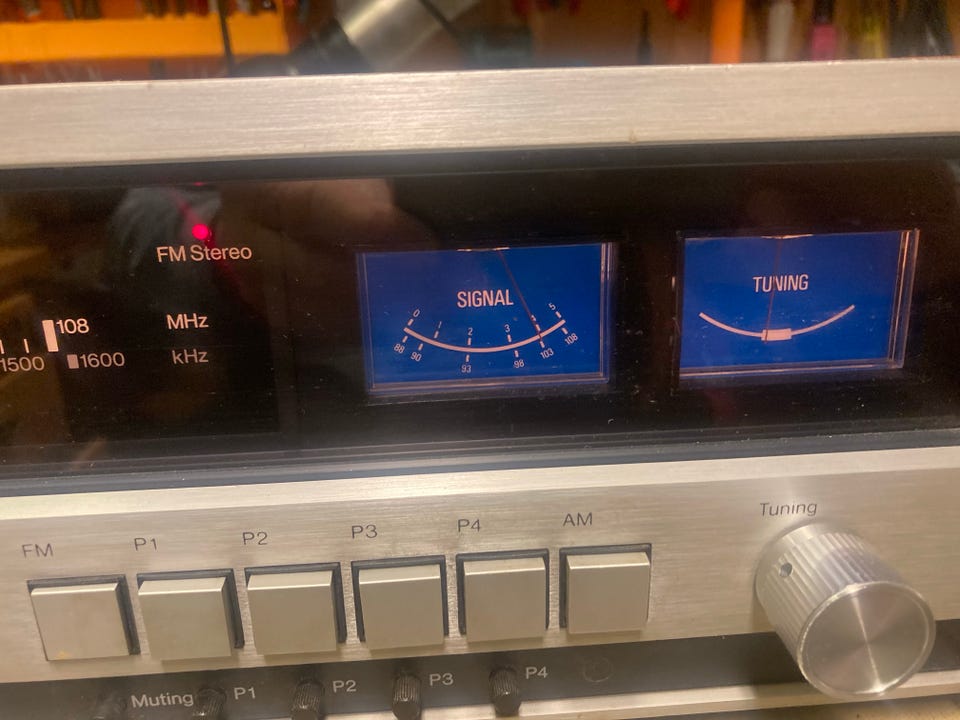 FM Stereo
108 MHz
1500 1600 kHz
SIGNAL
0 1 2 3 4 5
88 90 93 98 103 108
TUNING
FM P1 P2 P3 P4 AM Tuning
Muting P1 P2 P3 P4